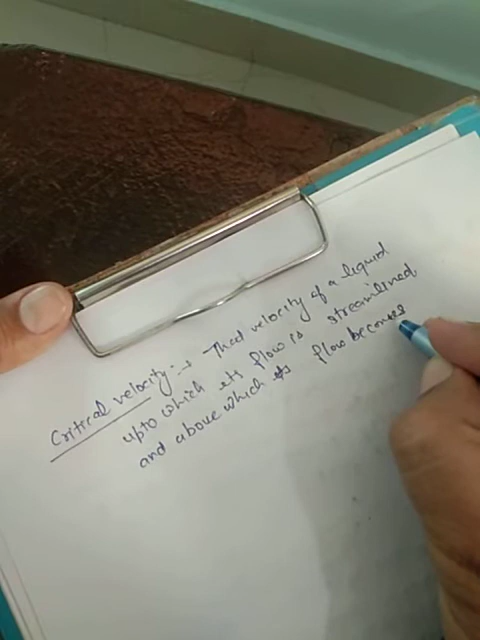 Critical velocity :→ That velocity of a liquid
upto which its flow is streamlined
and above which its flow becomes